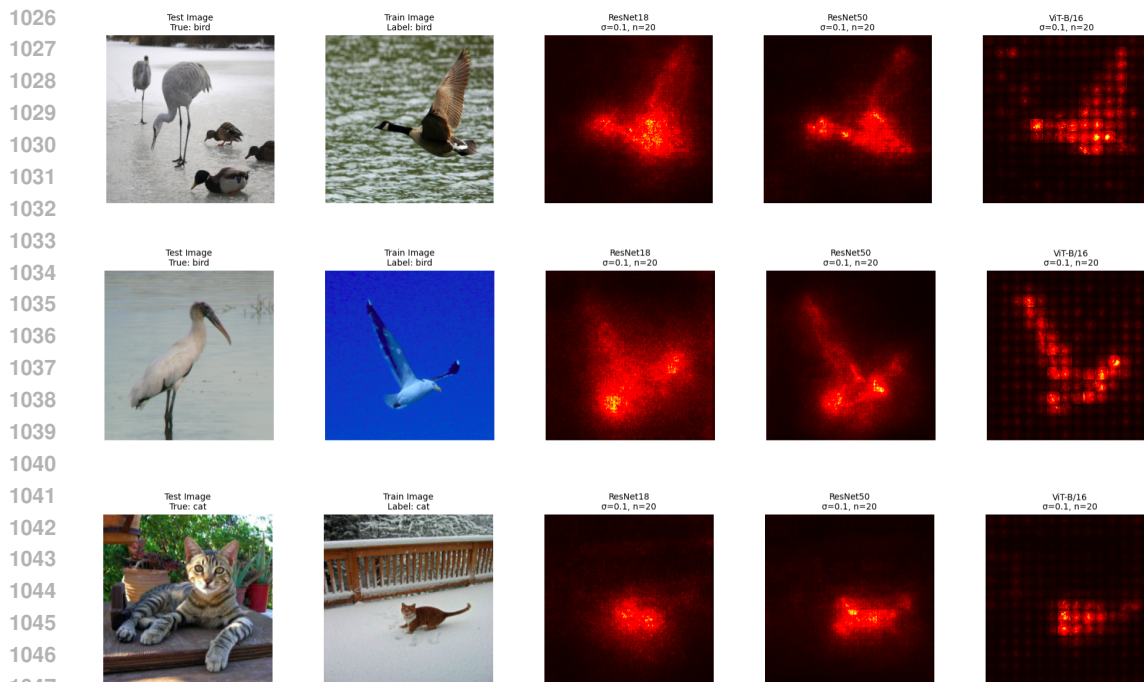 1026
1027
1028
1029
1030
1031
1032
1033
1034
1035
1036
1037
1038
1039
1040
1041
1042
1043
1044
1045
1046
Test Image
True: bird
Train Image
Label: bird
ResNet18
σ=0.1, n=20
ResNet50
σ=0.1, n=20
ViT-B/16
σ=0.1, n=20
Test Image
True: bird
Train Image
Label: bird
ResNet18
σ=0.1, n=20
ResNet50
σ=0.1, n=20
ViT-B/16
σ=0.1, n=20
Test Image
True: cat
Train Image
Label: cat
ResNet18
σ=0.1, n=20
ResNet50
σ=0.1, n=20
ViT-B/16
σ=0.1, n=20